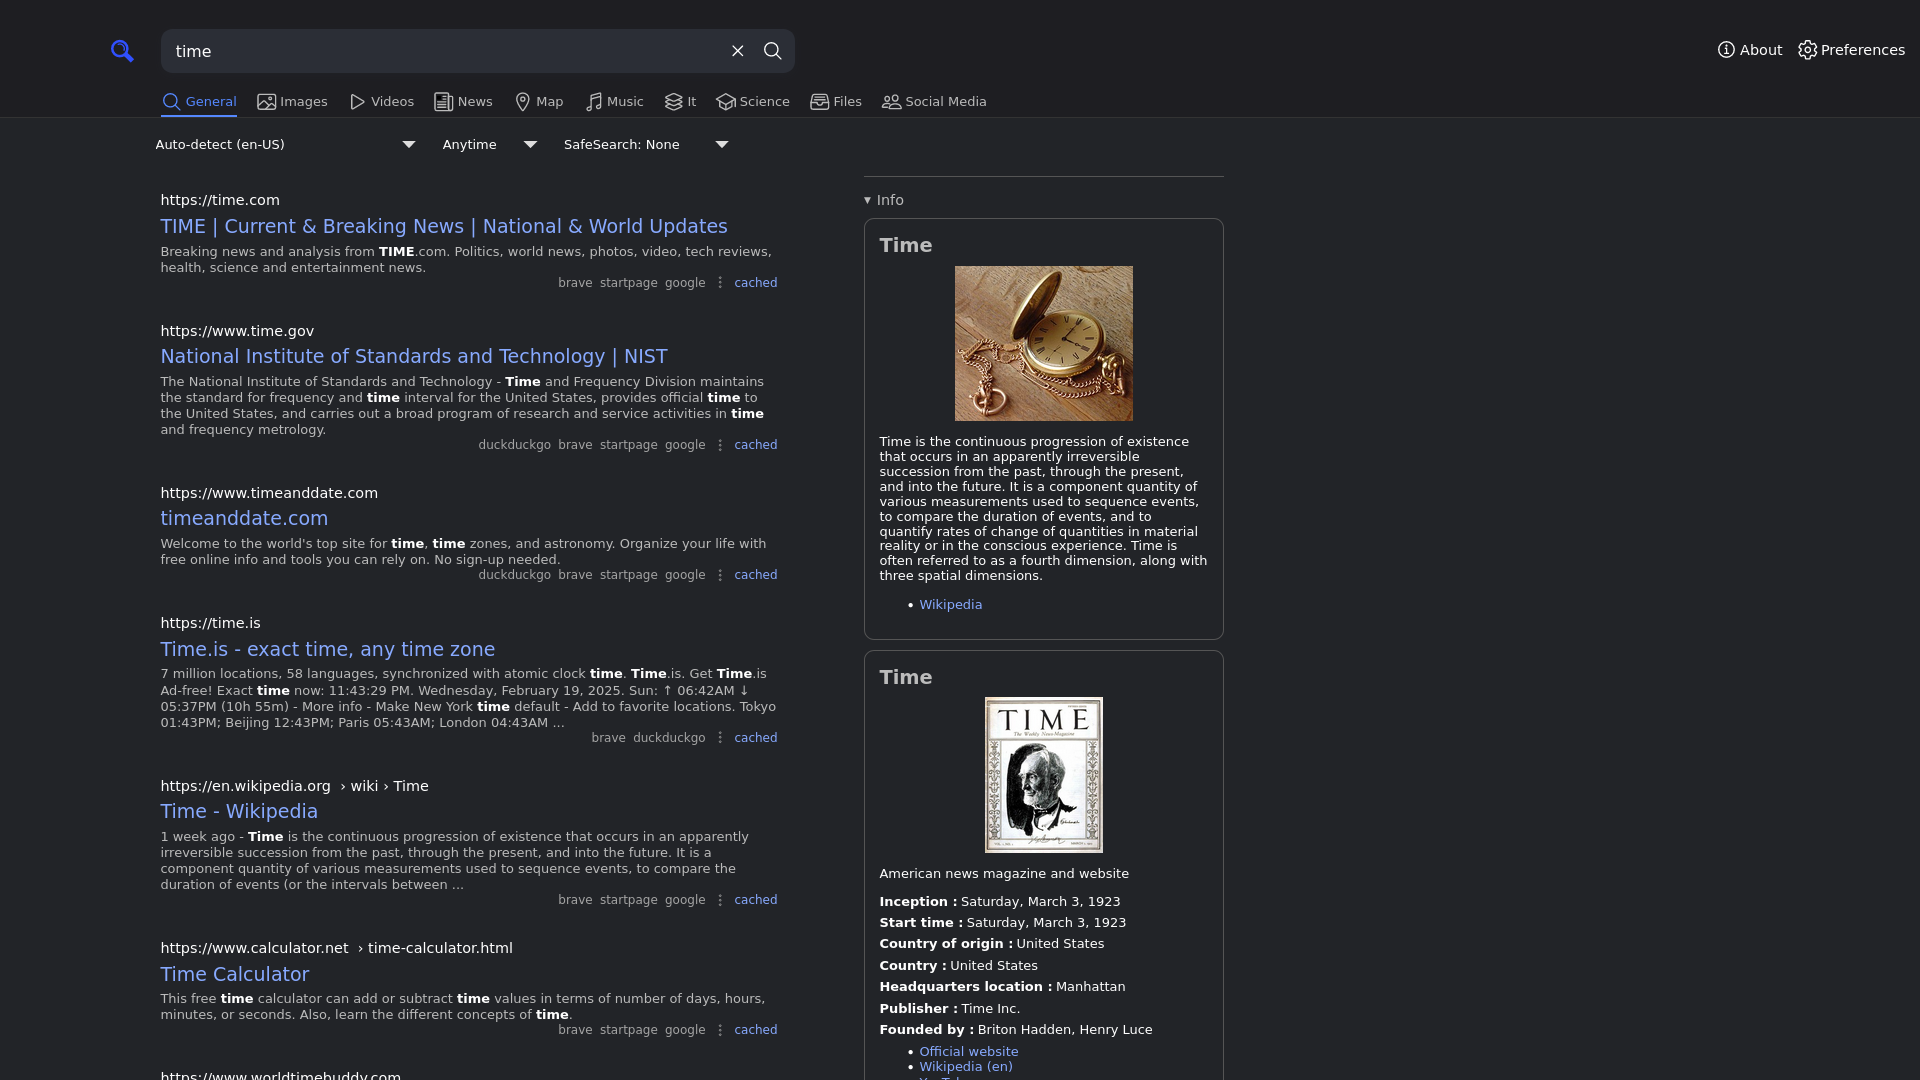 time
About
Preferences
General
Images
Videos
News
Map
Music
It
Science
Files
Social Media
Auto-detect (en-US)
Anytime
SafeSearch: None
https://time.com
TIME | Current & Breaking News | National & World Updates
Breaking news and analysis from TIME.com. Politics, world news, photos, video, tech reviews,
health, science and entertainment news.
brave startpage google ⋮ cached
https://www.time.gov
National Institute of Standards and Technology | NIST
The National Institute of Standards and Technology - Time and Frequency Division maintains
the standard for frequency and time interval for the United States, provides official time to
the United States, and carries out a broad program of research and service activities in time
and frequency metrology.
duckduckgo brave startpage google ⋮ cached
https://www.timeanddate.com
timeanddate.com
Welcome to the world's top site for time, time zones, and astronomy. Organize your life with
free online info and tools you can rely on. No sign-up needed.
duckduckgo brave startpage google ⋮ cached
https://time.is
Time.is - exact time, any time zone
7 million locations, 58 languages, synchronized with atomic clock time. Time.is. Get Time.is
Ad-free! Exact time now: 11:43:29 PM. Wednesday, February 19, 2025. Sun: ↑ 06:42AM ↓
05:37PM (10h 55m) - More info - Make New York time default - Add to favorite locations. Tokyo
01:43PM; Beijing 12:43PM; Paris 05:43AM; London 04:43AM ...
brave duckduckgo ⋮ cached
https://en.wikipedia.org › wiki › Time
Time - Wikipedia
1 week ago - Time is the continuous progression of existence that occurs in an apparently
irreversible succession from the past, through the present, and into the future. It is a
component quantity of various measurements used to sequence events, to compare the
duration of events (or the intervals between ...
brave startpage google ⋮ cached
https://www.calculator.net › time-calculator.html
Time Calculator
This free time calculator can add or subtract time values in terms of number of days, hours,
minutes, or seconds. Also, learn the different concepts of time.
brave startpage google ⋮ cached
https://www.worldtimebuddy.com
▾ Info
Time
Time is the continuous progression of existence
that occurs in an apparently irreversible
succession from the past, through the present,
and into the future. It is a component quantity of
various measurements used to sequence events,
to compare the duration of events, and to
quantify rates of change of quantities in material
reality or in the conscious experience. Time is
often referred to as a fourth dimension, along with
three spatial dimensions.
• Wikipedia
Time
TIME
The Weekly News-Magazine
American news magazine and website
Inception : Saturday, March 3, 1923
Start time : Saturday, March 3, 1923
Country of origin : United States
Country : United States
Headquarters location : Manhattan
Publisher : Time Inc.
Founded by : Briton Hadden, Henry Luce
• Official website
• Wikipedia (en)